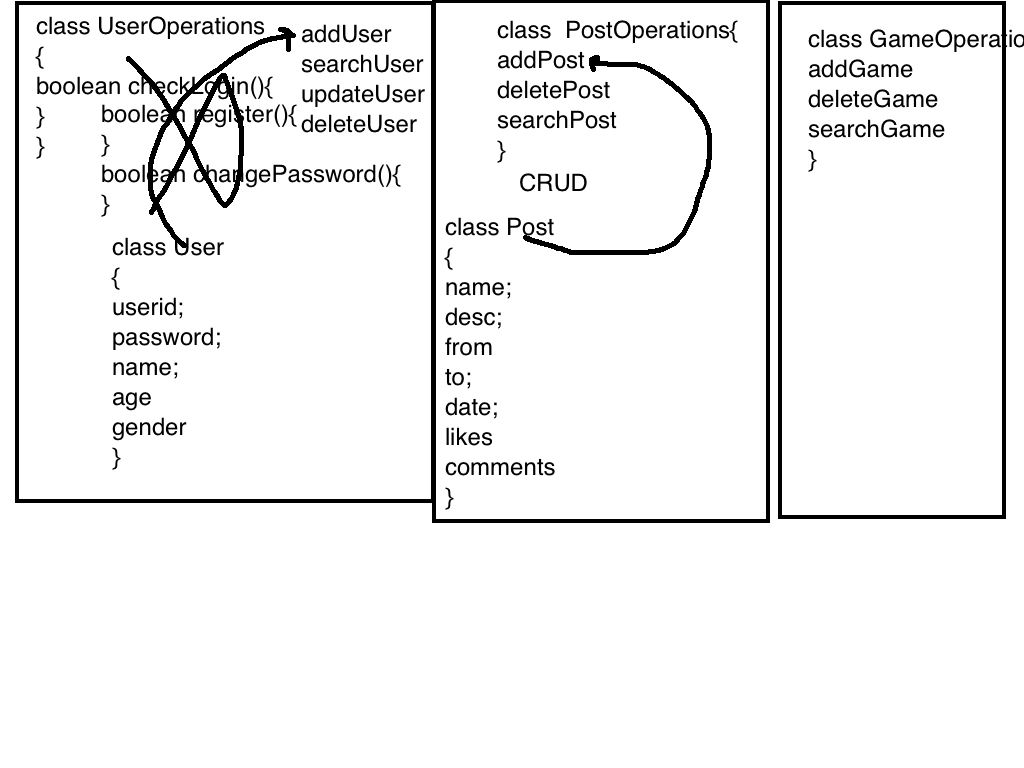 class UserOperations
{
boolean checkLogin(){
}
}
boolean register(){
}
boolean changePassword(){
}
addUser
searchUser
updateUser
deleteUser
class User
{
userid;
password;
name;
age
gender
}
class  PostOperations{
addPost
deletePost
searchPost
}
CRUD
class Post
{
name;
desc;
from
to;
date;
likes
comments
}
class GameOperatio
addGame
deleteGame
searchGame
}